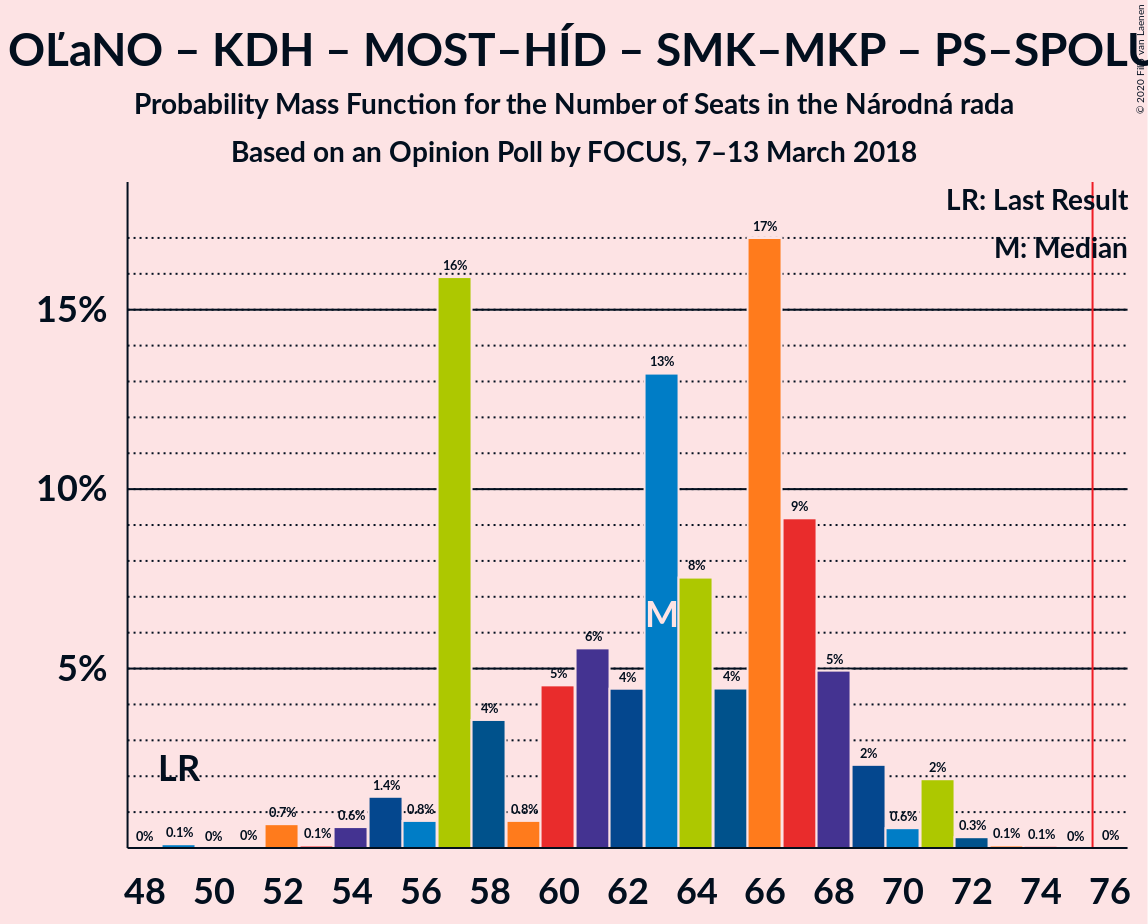 OĽaNO – KDH – MOST–HÍD – SMK–MKP – PS–SPOLU
© 2020 Filip van Laenen
Probability Mass Function for the Number of Seats in the Národná rada
Based on an Opinion Poll by FOCUS, 7–13 March 2018
LR: Last Result
M: Median
15%
10%
5%
0% 0.1% 0% 0% 0.7% 0.1% 0.6% 1.4% 0.8% 16% 4% 0.8% 5% 6% 4% 13% 8% 4% 17% 9% 5% 2% 0.6% 2% 0.3% 0.1% 0.1% 0% 0%
LR
M
48 50 52 54 56 58 60 62 64 66 68 70 72 74 76